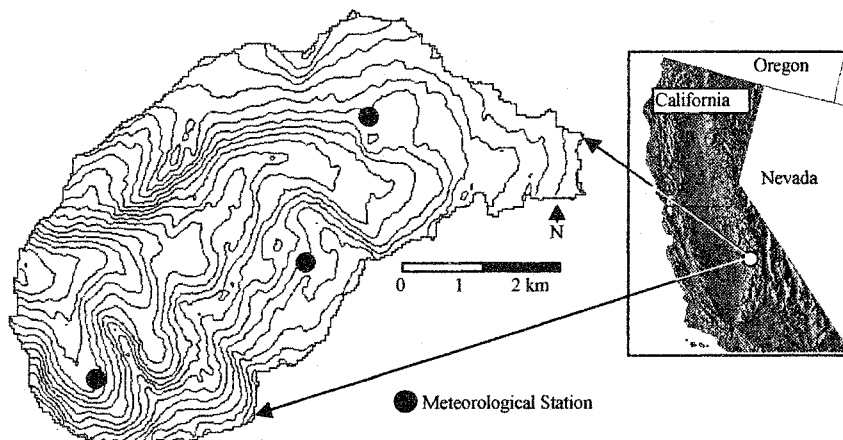 Oregon
California
Nevada
N
0 1 2 km
Meteorological Station